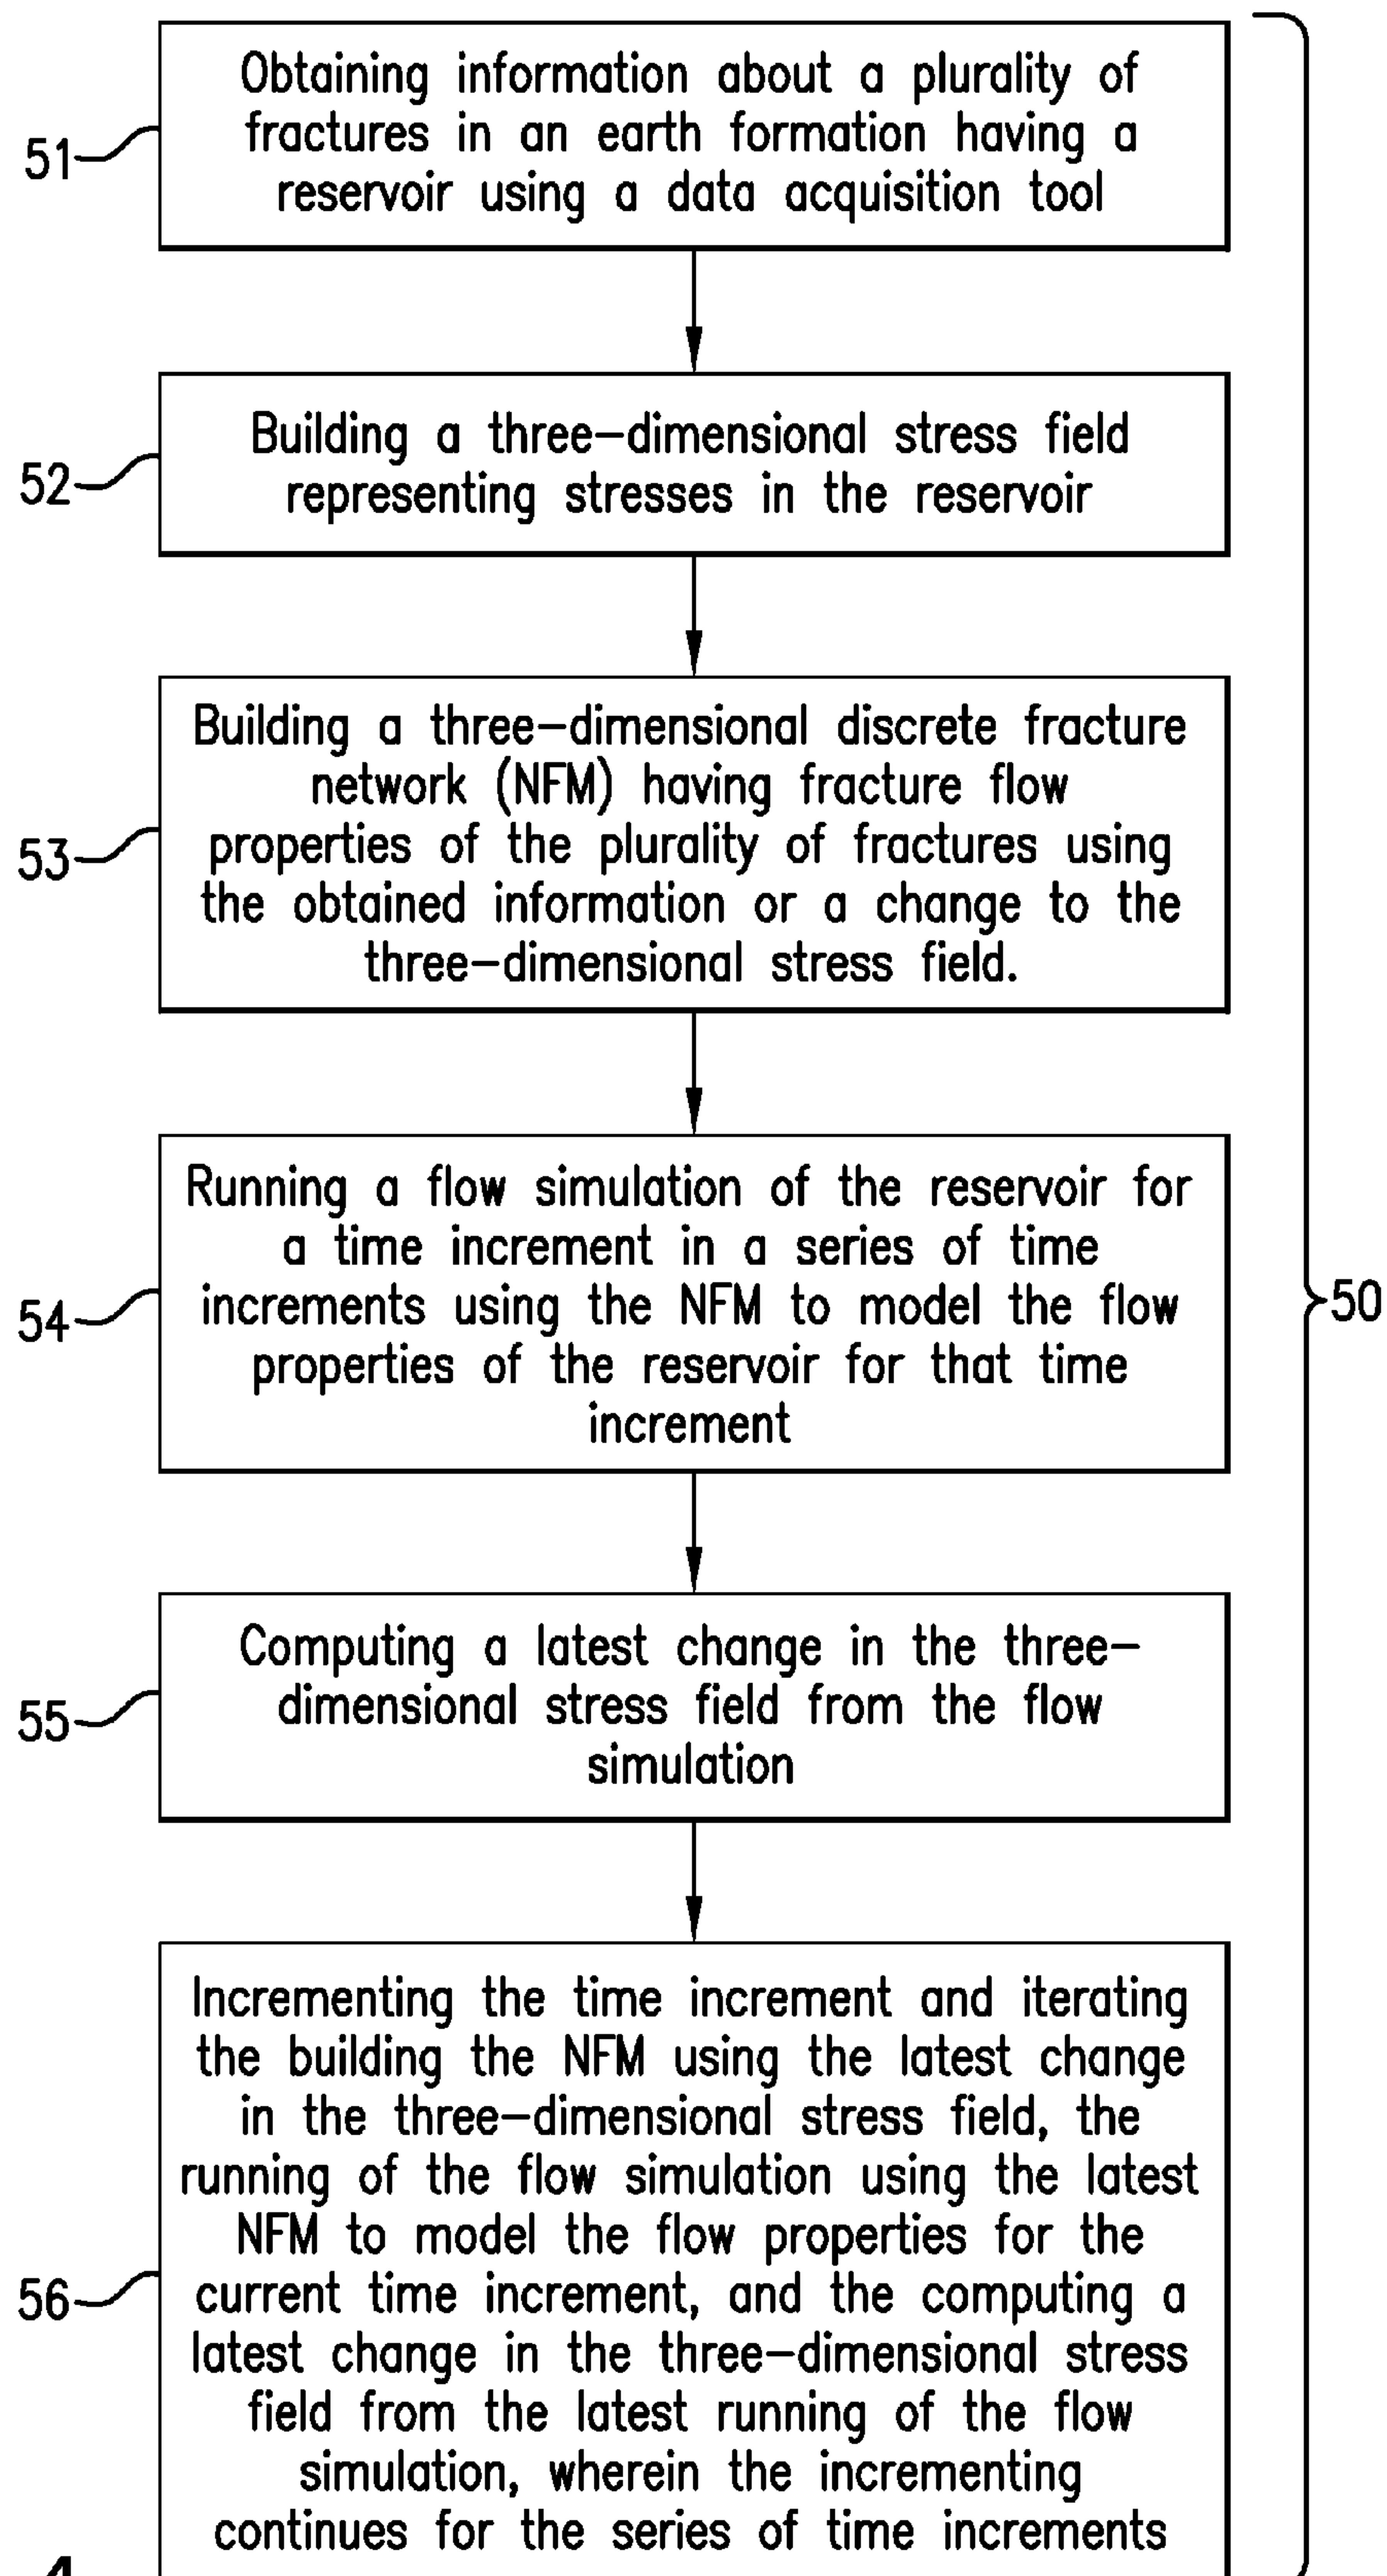 Obtaining information about a plurality of
fractures in an earth formation having a
reservoir using a data acquisition tool
51
Building a three-dimensional stress field
representing stresses in the reservoir
52
Building a three-dimensional discrete fracture
network (NFM) having fracture flow
properties of the plurality of fractures using
the obtained information or a change to the
three-dimensional stress field.
53
Running a flow simulation of the reservoir for
a time increment in a series of time
increments using the NFM to model the flow
properties of the reservoir for that time
increment
54
50
Computing a latest change in the three-
dimensional stress field from the flow
simulation
55
Incrementing the time increment and iterating
the building the NFM using the latest change
in the three-dimensional stress field, the
running of the flow simulation using the latest
NFM to model the flow properties for the
current time increment, and the computing a
latest change in the three-dimensional stress
field from the latest running of the flow
simulation, wherein the incrementing
continues for the series of time increments
56